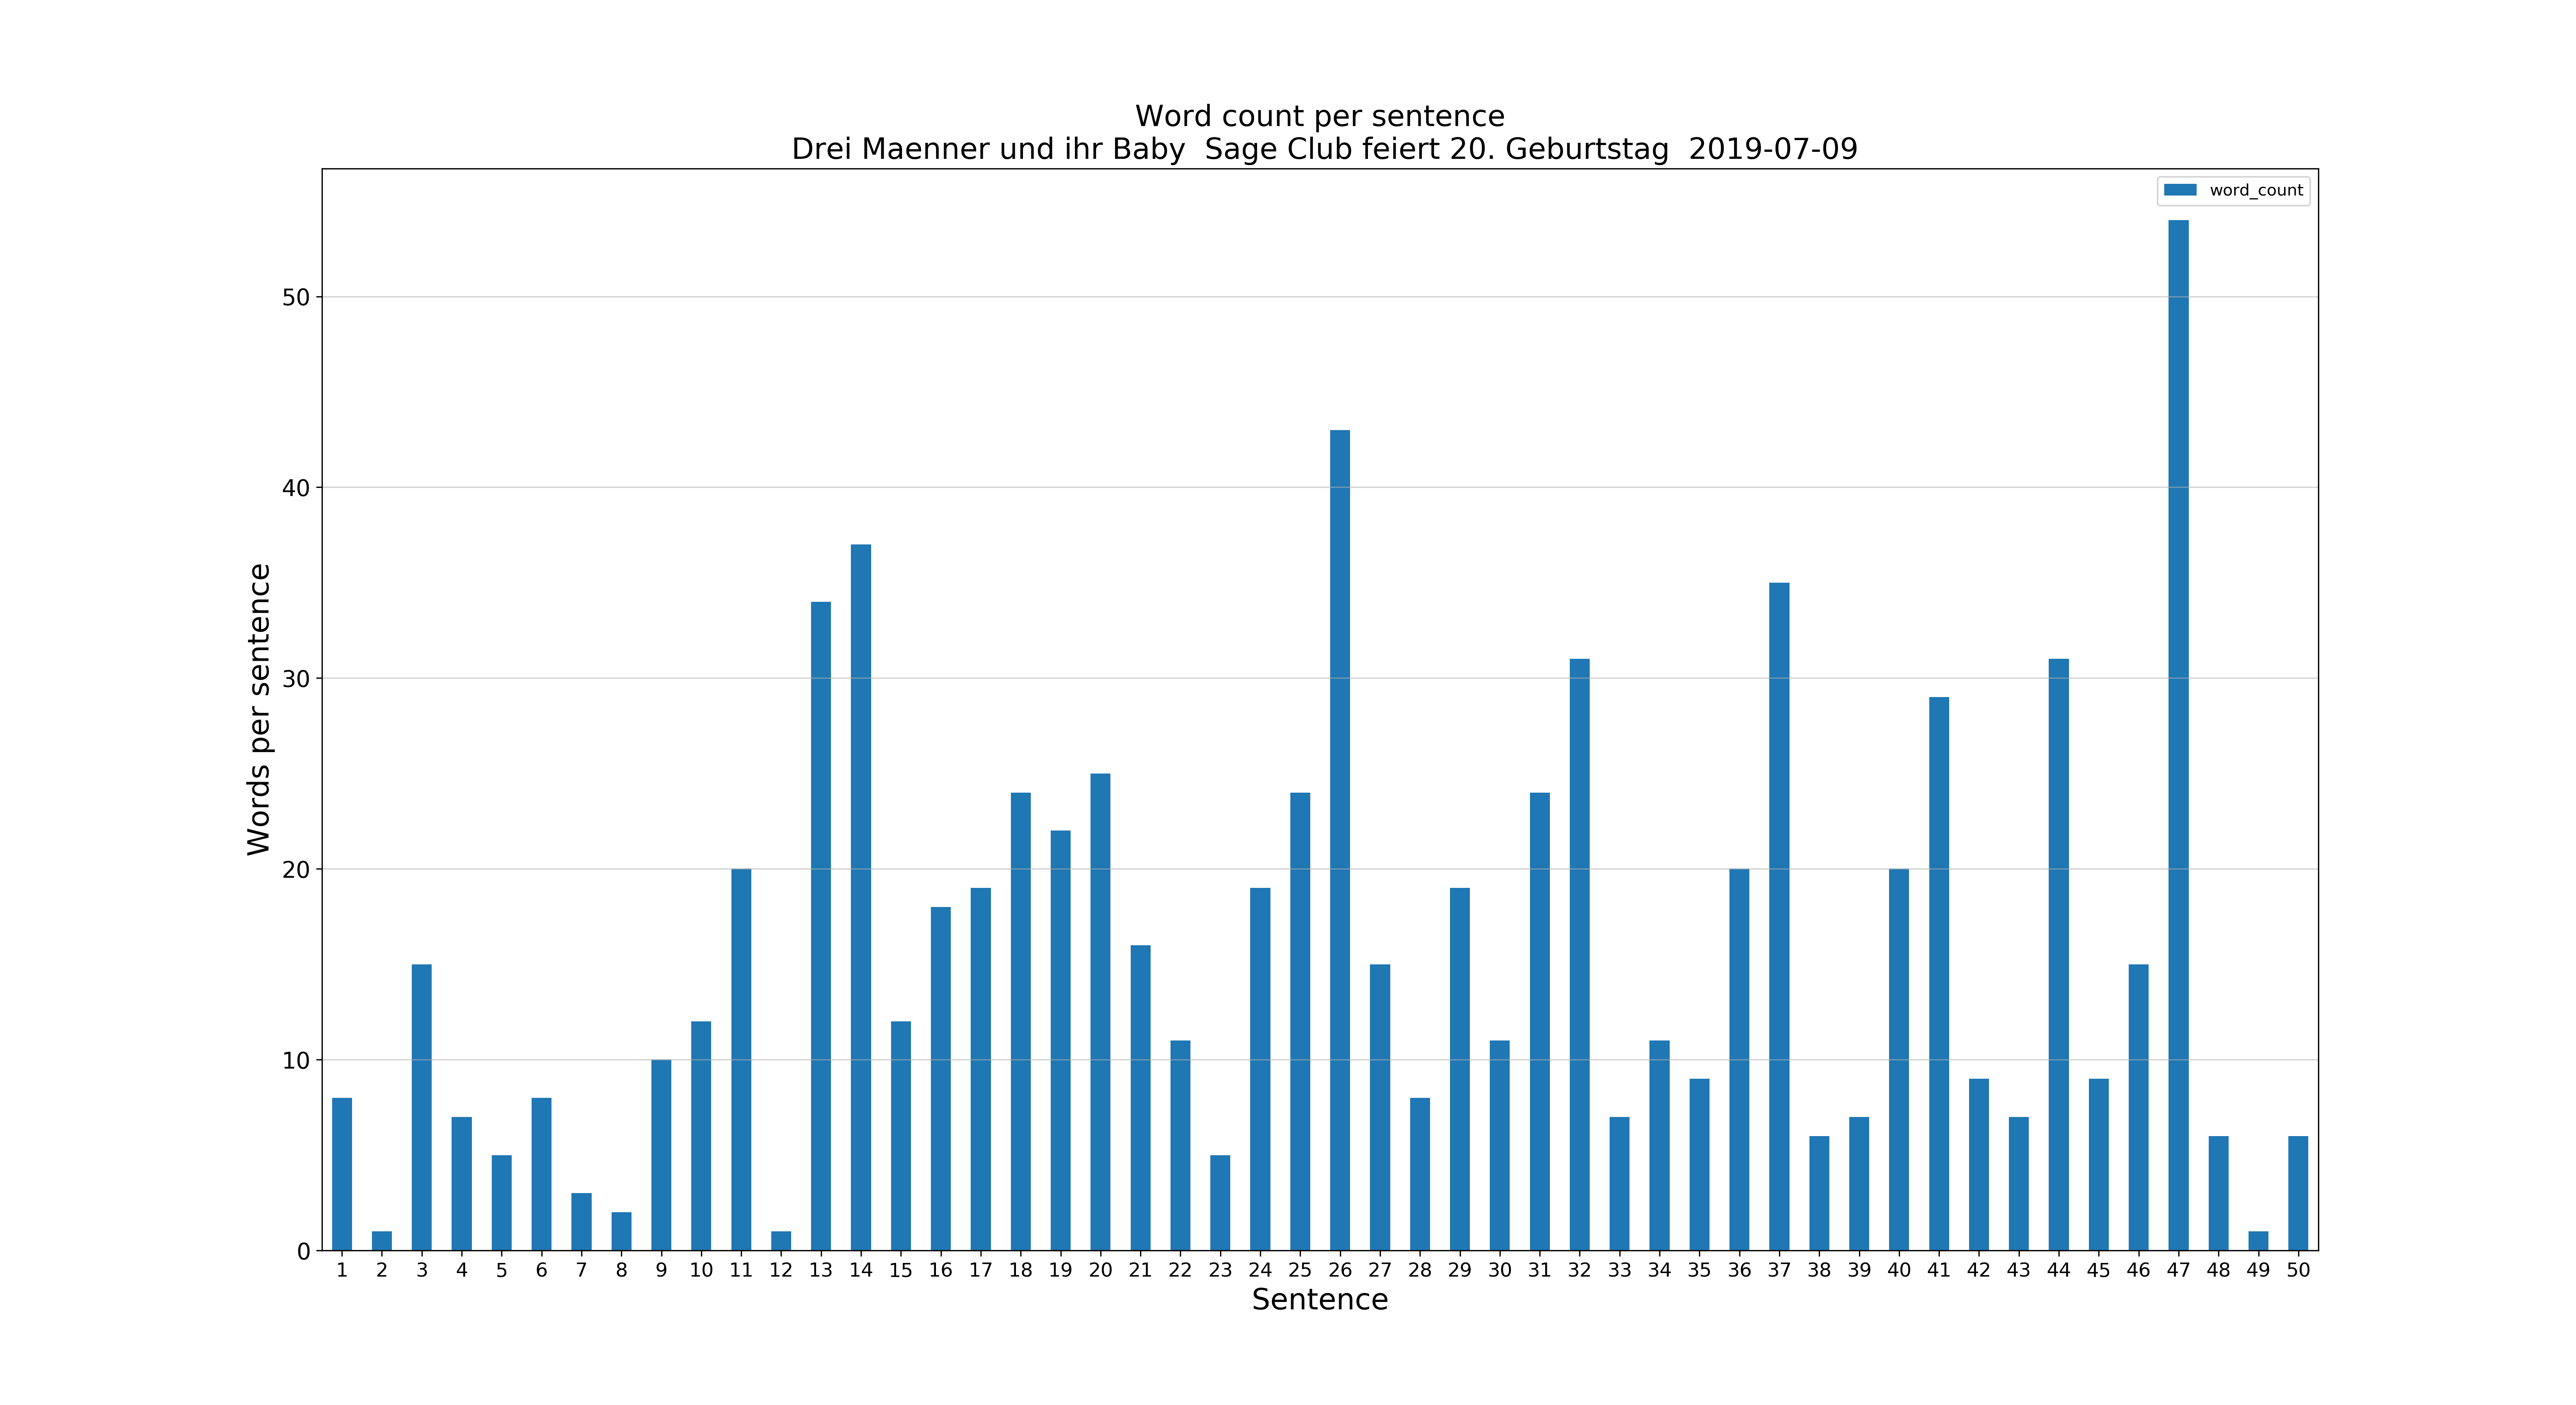 Word count per sentence
Drei Maenner und ihr Baby  Sage Club feiert 20. Geburtstag  2019-07-09
word_count
50
40
30
20
10
0
Words per sentence
1 2 3 4 5 6 7 8 9 10 11 12 13 14 15 16 17 18 19 20 21 22 23 24 25 26 27 28 29 30 31 32 33 34 35 36 37 38 39 40 41 42 43 44 45 46 47 48 49 50
Sentence